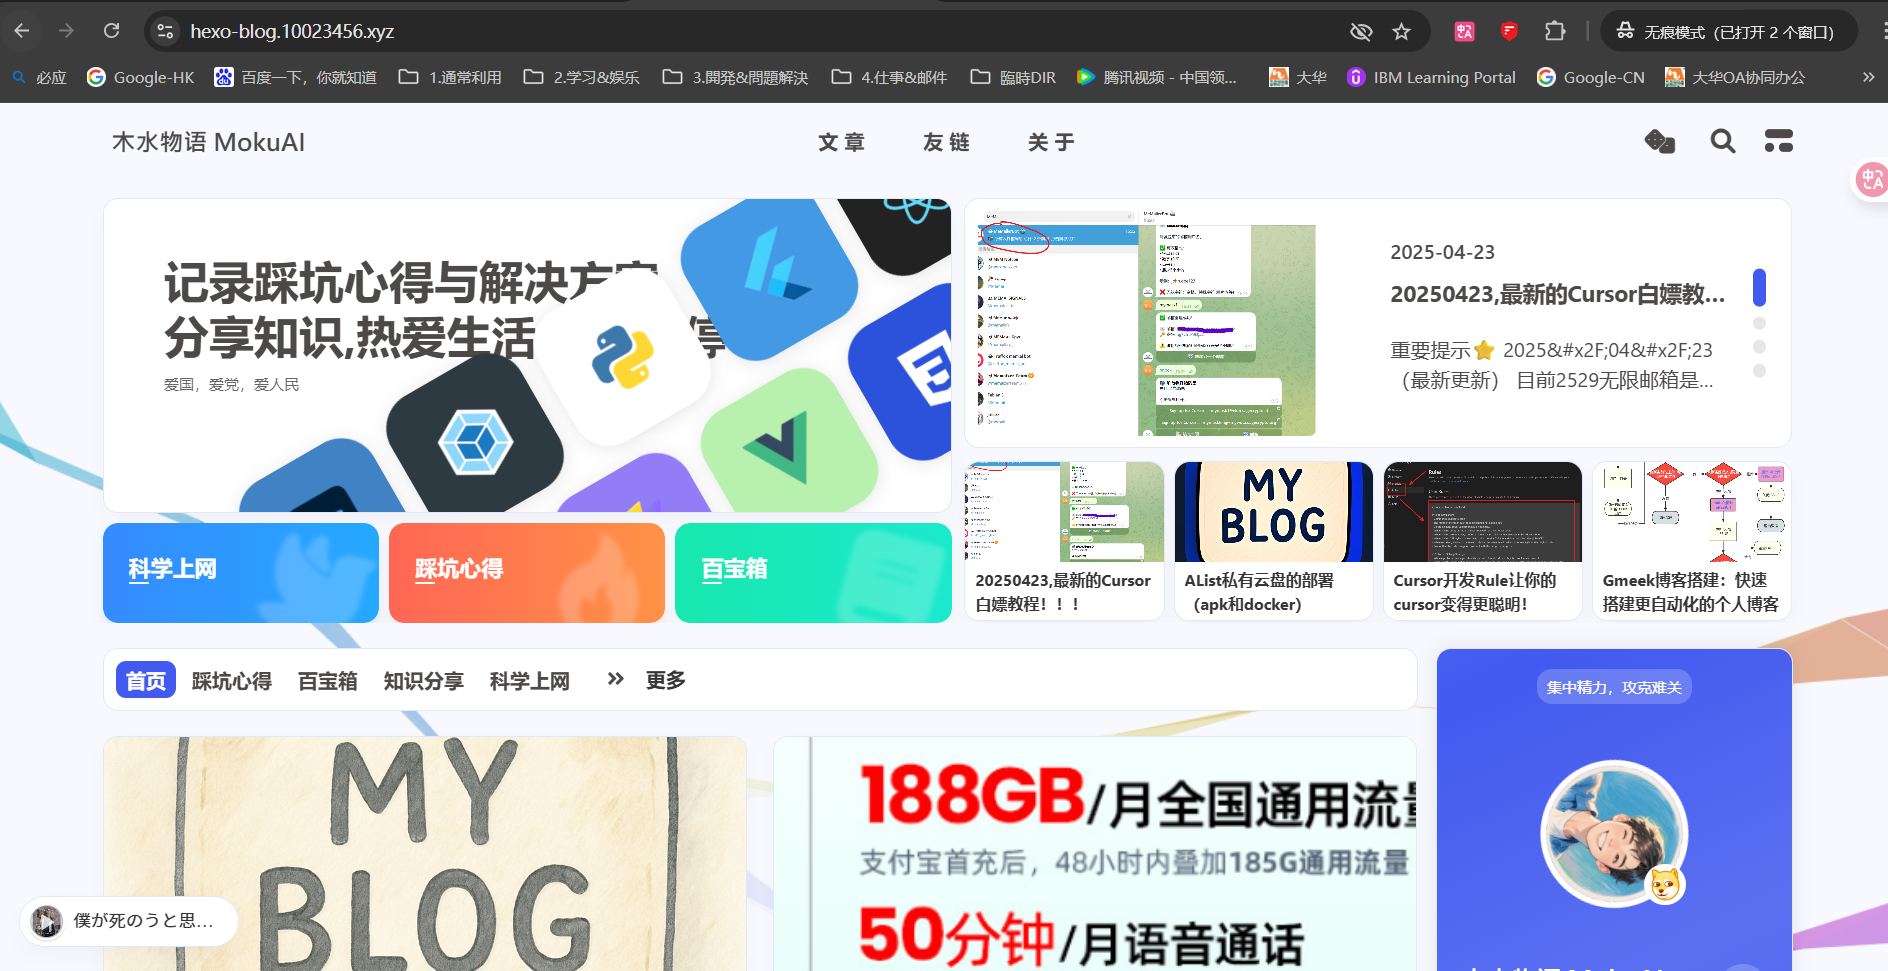 hexo-blog.10023456.xyz
无痕模式（已打开 2 个窗口）
必应
Google-HK
百度一下，你就知道
1.通常利用
2.学习&娱乐
3.開発&問題解決
4.仕事&邮件
臨時DIR
腾讯视频 - 中国领...
大华
IBM Learning Portal
Google-CN
大华OA协同办公
木水物语 MokuAI
文章
友链
关于
记录踩坑心得与解决方案
分享知识,热爱生活
停
爱国，爱党，爱人民
2025-04-23
20250423,最新的Cursor白嫖教...
重要提示⭐ 2025&#x2F;04&#x2F;23
（最新更新） 目前2529无限邮箱是...
科学上网
踩坑心得
百宝箱
20250423,最新的Cursor
白嫖教程！！！
MY
BLOG
AList私有云盘的部署
（apk和docker）
Rules
Cursor开发Rule让你的
cursor变得更聪明！
Gmeek博客搭建：快速
搭建更自动化的个人博客
首页
踩坑心得
百宝箱
知识分享
科学上网
更多
集中精力，攻克难关
MY
BLOG
188GB/月全国通用流量
支付宝首充后，48小时内叠加185G通用流量
50分钟/月语音通话
僕が死のうと思...